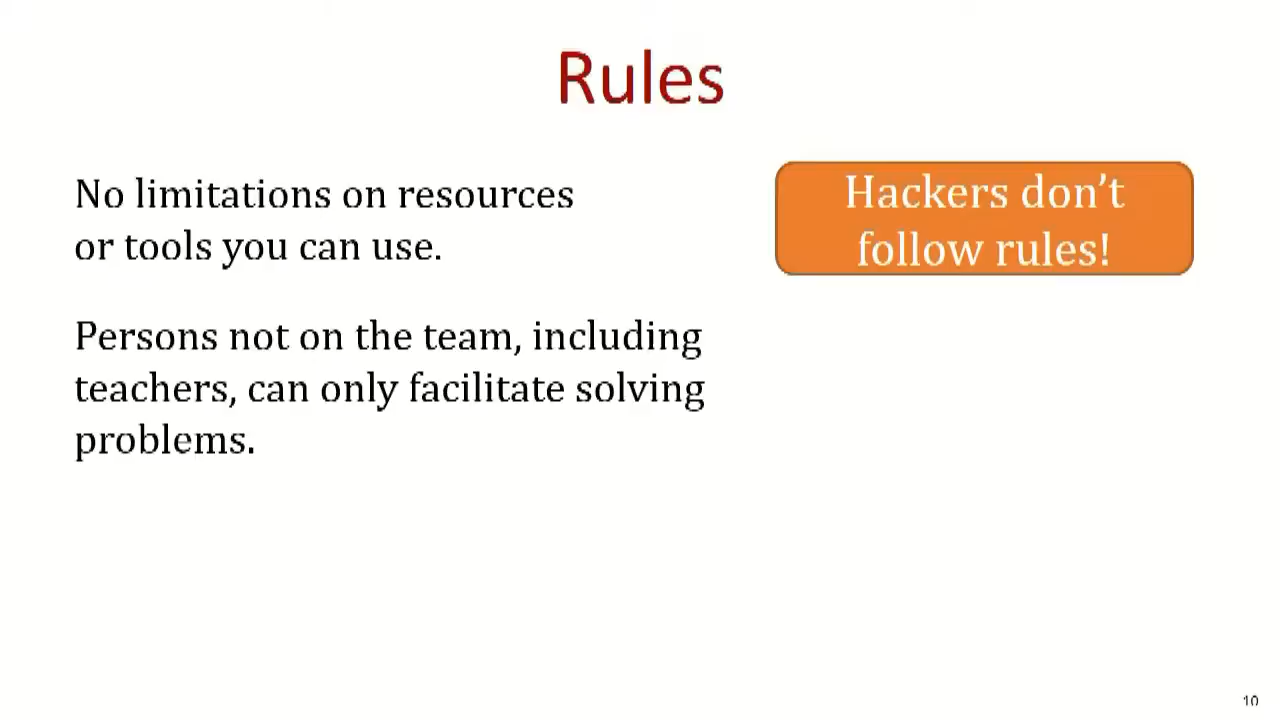 Rules
No limitations on resources
or tools you can use.
Hackers don’t
follow rules!
Persons not on the team, including
teachers, can only facilitate solving
problems.
10